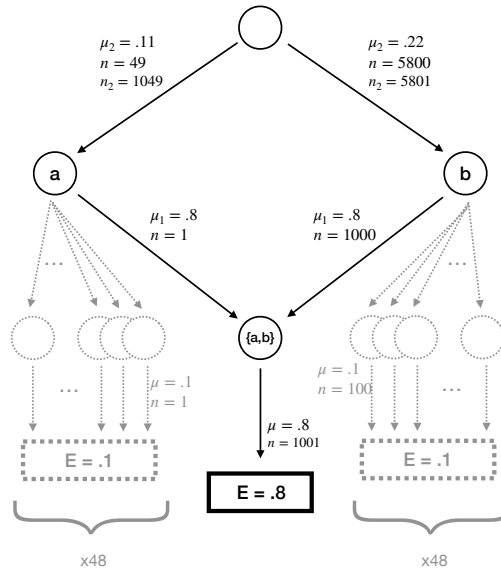 μ₂ = .11
n = 49
n₂ = 1049
μ₂ = .22
n = 5800
n₂ = 5801
a
b
μ₁ = .8
n = 1
μ₁ = .8
n = 1000
...
...
{a,b}
...
μ = .1
n = 1
μ = .1
n = 100
...
μ = .8
n = 1001
E = .1
E = .8
E = .1
x48
x48